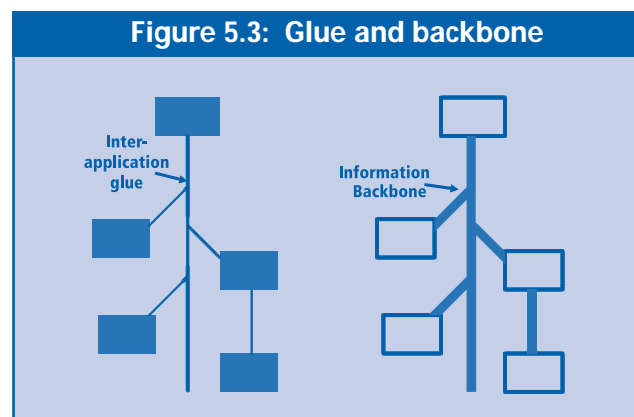 Figure 5.3: Glue and backbone
Inter-
application
glue
Information
Backbone